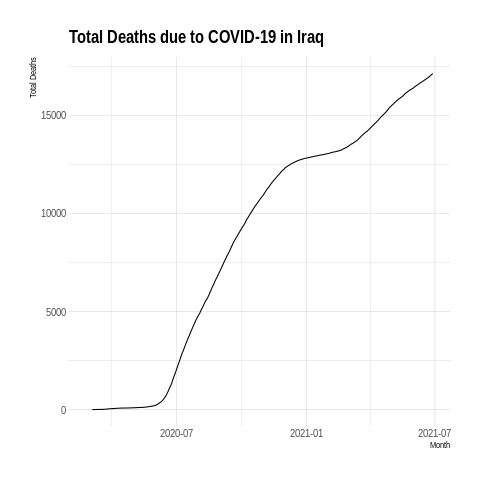 Total Deaths due to COVID-19 in Iraq
Total Deaths
15000
10000
5000
0
2020-07
2021-01
2021-07
Month